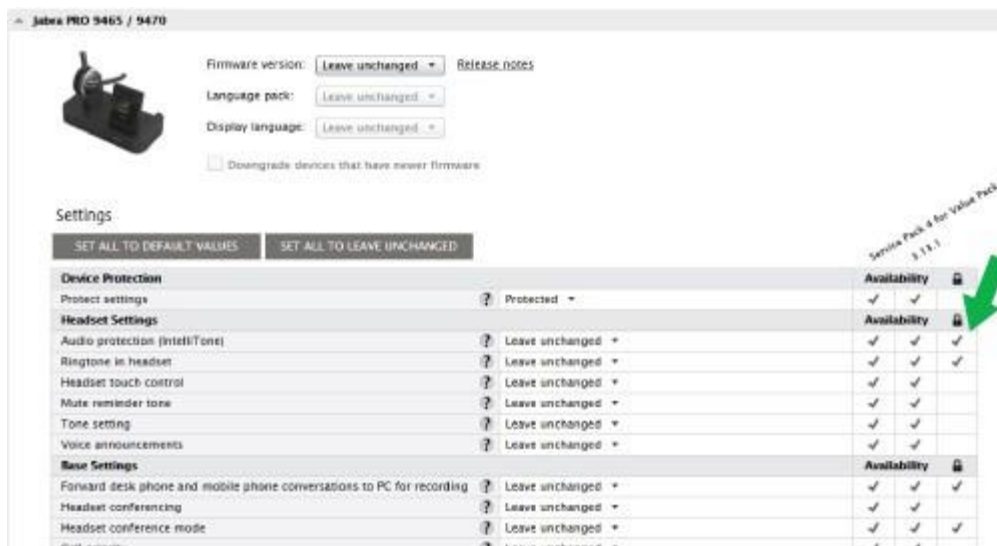 Jabra PRO 9465 / 9470
Firmware version: Leave unchanged Release notes
Language pack: Leave unchanged
Display language: Leave unchanged
Downgrade devices that have newer firmware
Service Pack 4 for Value Pack
3.13.1
Settings
SET ALL TO DEFAULT VALUES SET ALL TO LEAVE UNCHANGED
Device Protection Availability
Protect settings ? Protected
Headset Settings Availability
Audio protection (IntelliTone) ? Leave unchanged
Ringtone in headset ? Leave unchanged
Headset touch control ? Leave unchanged
Mute reminder tone ? Leave unchanged
Tone setting ? Leave unchanged
Voice announcements ? Leave unchanged
Base Settings Availability
Forward desk phone and mobile phone conversations to PC for recording ? Leave unchanged
Headset conferencing ? Leave unchanged
Headset conference mode ? Leave unchanged